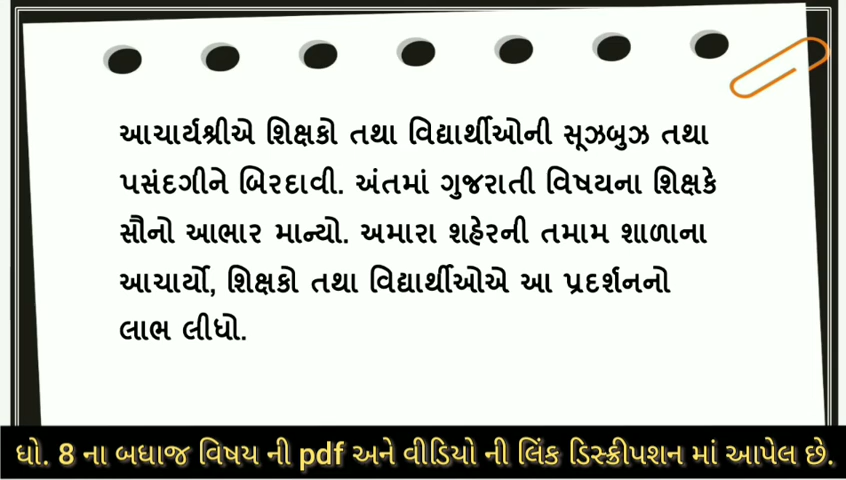 આચાર્યશ્રીએ શિક્ષકો તથા વિદ્યાર્થીઓની સૂઝબુઝ તથા
પસંદગીને બિરદાવી. અંતમાં ગુજરાતી વિષયના શિક્ષકે
સૌનો આભાર માન્યો. અમારા શહેરની તમામ શાળાના
આચાર્યો, શિક્ષકો તથા વિદ્યાર્થીઓએ આ પ્રદર્શનનો
લાભ લીધો.
ધો. 8 ના બધાજ વિષય ની pdf અને વીડિયો ની લિંક ડિસ્ક્રીપશન માં આપેલ છે.